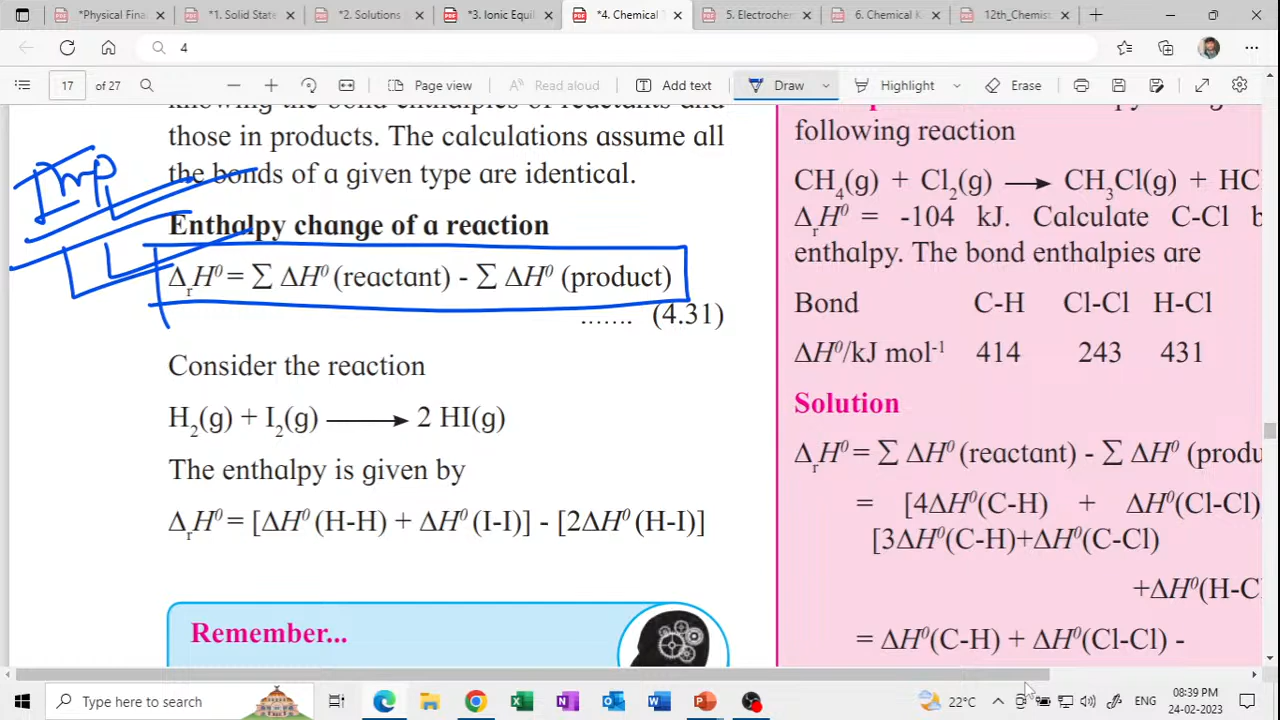 *Physical Finan
*1. Solid State
*2. Solutions
*3. Ionic Equili
*4. Chemical T
5. Electrochem
6. Chemical K
12th_Chemist
4
17 of 27
Page view
Read aloud
Add text
Draw
Highlight
Erase
knowing the bond enthalpies of reactants and
those in products. The calculations assume all
the bonds of a given type are identical.
Imp
Enthalpy change of a reaction
ΔrH⁰ = ∑ ΔH⁰ (reactant) - ∑ ΔH⁰ (product)
....... (4.31)
Consider the reaction
H₂(g) + I₂(g) ⟶ 2 HI(g)
The enthalpy is given by
ΔrH⁰ = [ΔH⁰ (H-H) + ΔH⁰ (I-I)] - [2ΔH⁰ (H-I)]
Remember...
following reaction
CH₄(g) + Cl₂(g) ⟶ CH₃Cl(g) + HC
ΔrH⁰ = -104 kJ. Calculate C-Cl b
enthalpy. The bond enthalpies are
Bond C-H Cl-Cl H-Cl
ΔH⁰/kJ mol⁻¹ 414 243 431
Solution
ΔrH⁰ = ∑ ΔH⁰ (reactant) - ∑ ΔH⁰ (produ
= [4ΔH⁰(C-H) + ΔH⁰(Cl-Cl)
[3ΔH⁰(C-H)+ΔH⁰(C-Cl)
+ΔH⁰(H-C
= ΔH⁰(C-H) + ΔH⁰(Cl-Cl) -
Type here to search
22°C
ENG
08:39 PM
24-02-2023